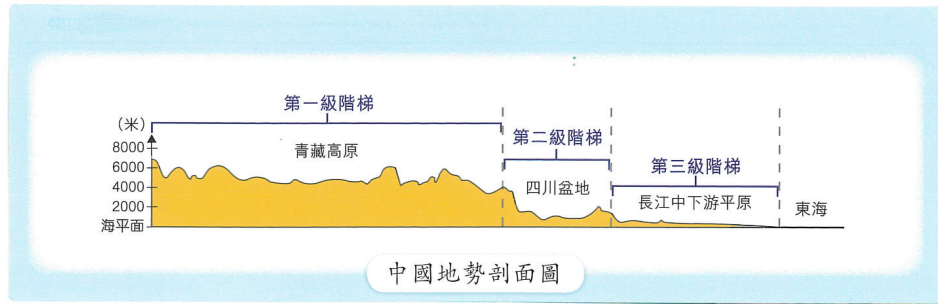 第一級階梯
(米)
8000
6000
4000
2000
海平面
青藏高原
第二級階梯
四川盆地
第三級階梯
長江中下游平原
東海
中國地勢剖面圖